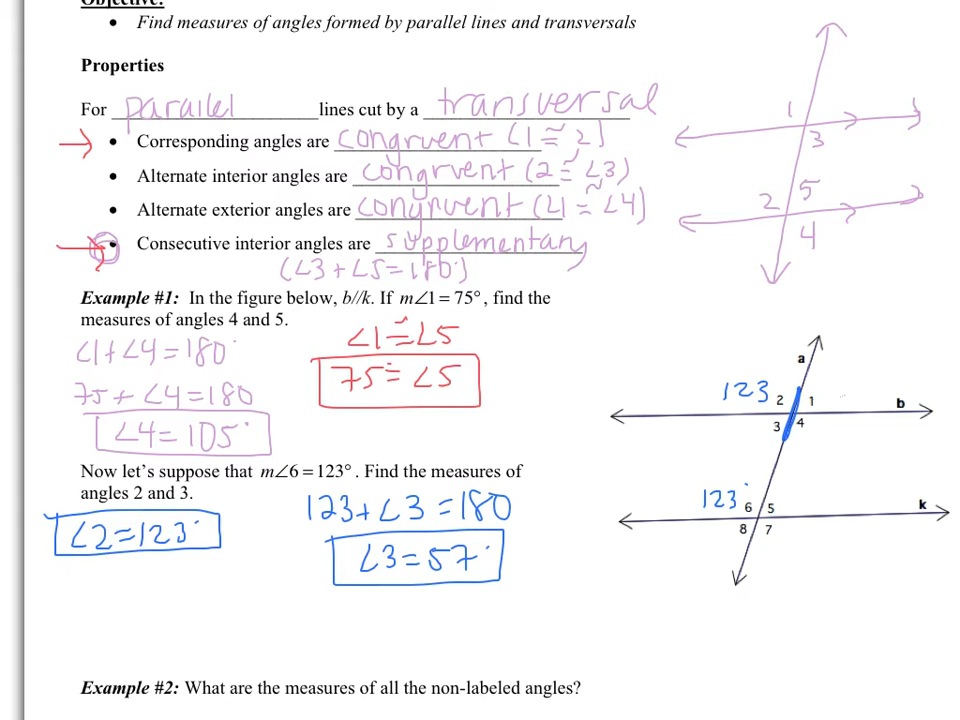 Objective:
• Find measures of angles formed by parallel lines and transversals
Properties
For parallel lines cut by a transversal
• Corresponding angles are congruent (1 ≅ 2)
• Alternate interior angles are congruent (2 ≅ ∠3)
• Alternate exterior angles are congruent (∠1 ≅ ∠4)
• Consecutive interior angles are supplementary
(∠3 + ∠5 = 180°)
1
3
2 5
4
Example #1: In the figure below, b//k. If m∠1 = 75°, find the
measures of angles 4 and 5.
∠1 + ∠4 = 180°
75 + ∠4 = 180
∠4 = 105°
∠1 ≅ ∠5
75 = ∠5
Now let's suppose that m∠6 = 123°. Find the measures of
angles 2 and 3.
∠2 = 123°
123 + ∠3 = 180
∠3 = 57°
a
123 2 1 b
3 4
123° 6 5 k
8 7
Example #2: What are the measures of all the non-labeled angles?